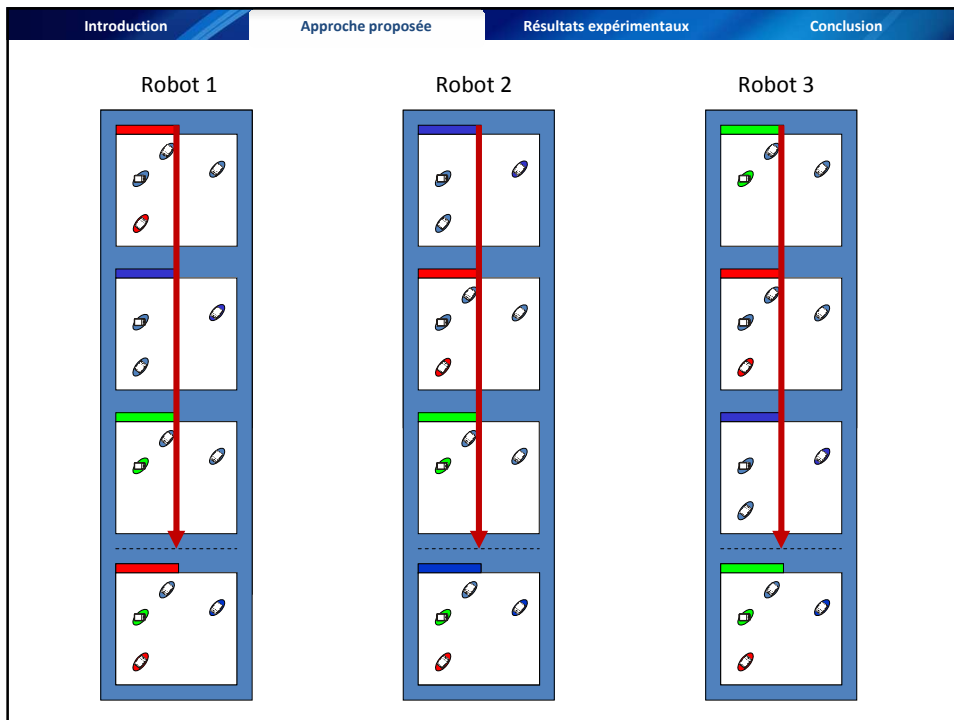 Introduction Approche proposée Résultats expérimentaux Conclusion
Robot 1 Robot 2 Robot 3